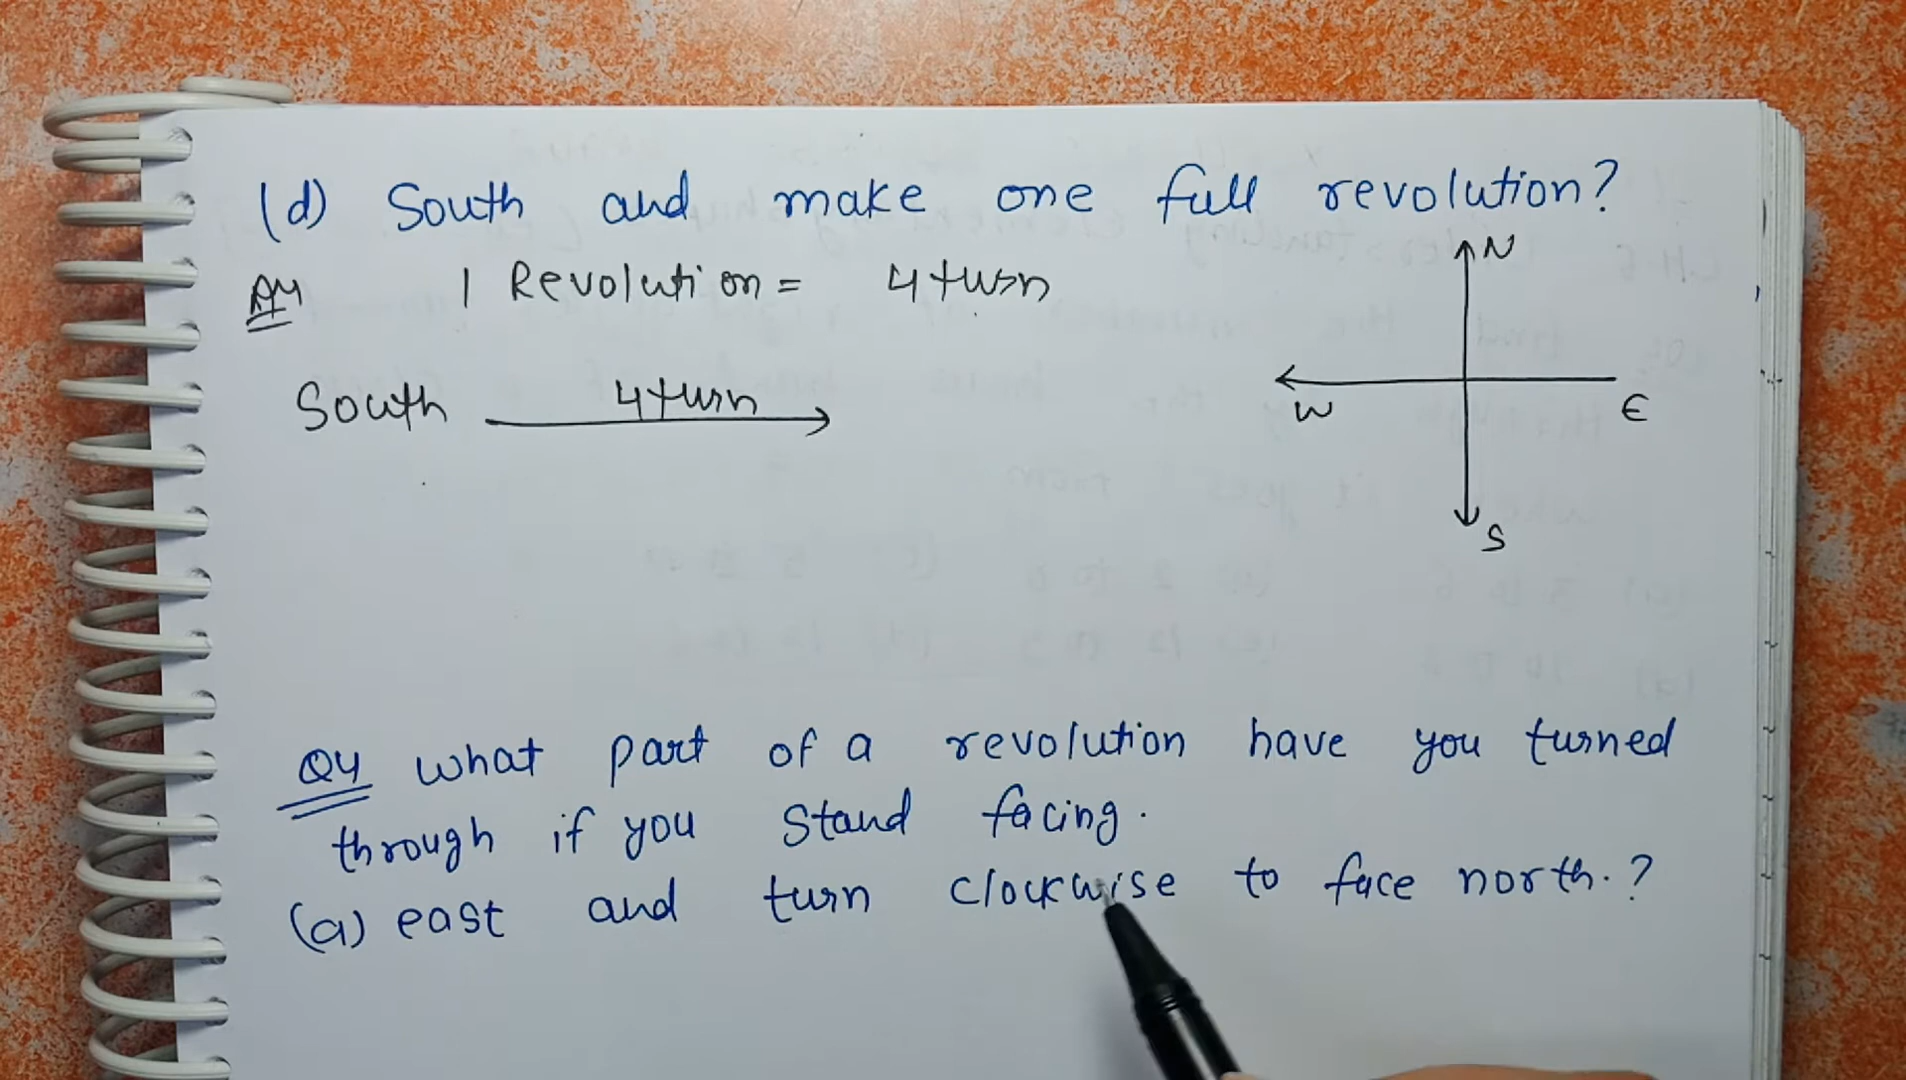 (d) South and make one full revolution?
1 Revolution = 4 turn
N
South 4 turn
W
E
S
Q4 what part of a revolution have you turned
through if you stand facing.
(a) east and turn clockwise to face north.?